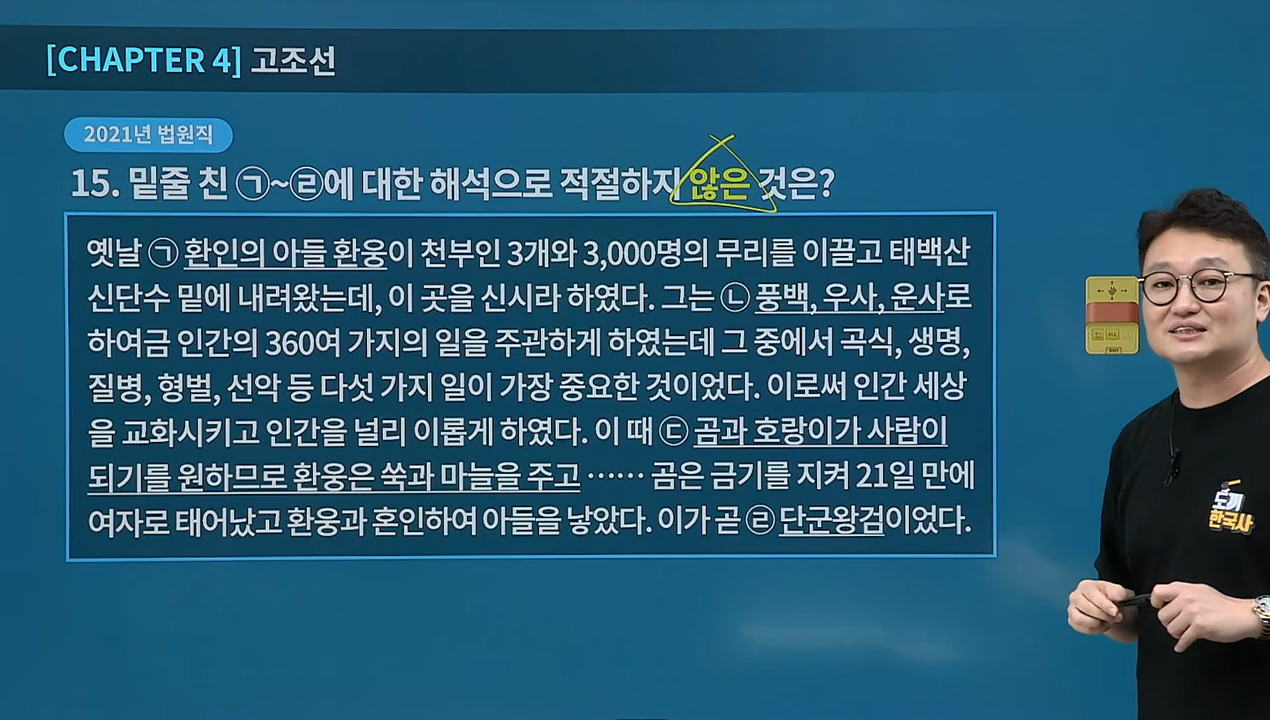 [CHAPTER 4] 고조선
2021년 법원직
15. 밑줄 친 ㉠~㉣에 대한 해석으로 적절하지 않은 것은?
옛날 ㉠ 환인의 아들 환웅이 천부인 3개와 3,000명의 무리를 이끌고 태백산
신단수 밑에 내려왔는데, 이 곳을 신시라 하였다. 그는 ㉡ 풍백, 우사, 운사로
하여금 인간의 360여 가지의 일을 주관하게 하였는데 그 중에서 곡식, 생명,
질병, 형벌, 선악 등 다섯 가지 일이 가장 중요한 것이었다. 이로써 인간 세상
을 교화시키고 인간을 널리 이롭게 하였다. 이 때 ㉢ 곰과 호랑이가 사람이
되기를 원하므로 환웅은 쑥과 마늘을 주고 …… 곰은 금기를 지켜 21일 만에
여자로 태어났고 환웅과 혼인하여 아들을 낳았다. 이가 곧 ㉣ 단군왕검이었다.
도끼
한국사